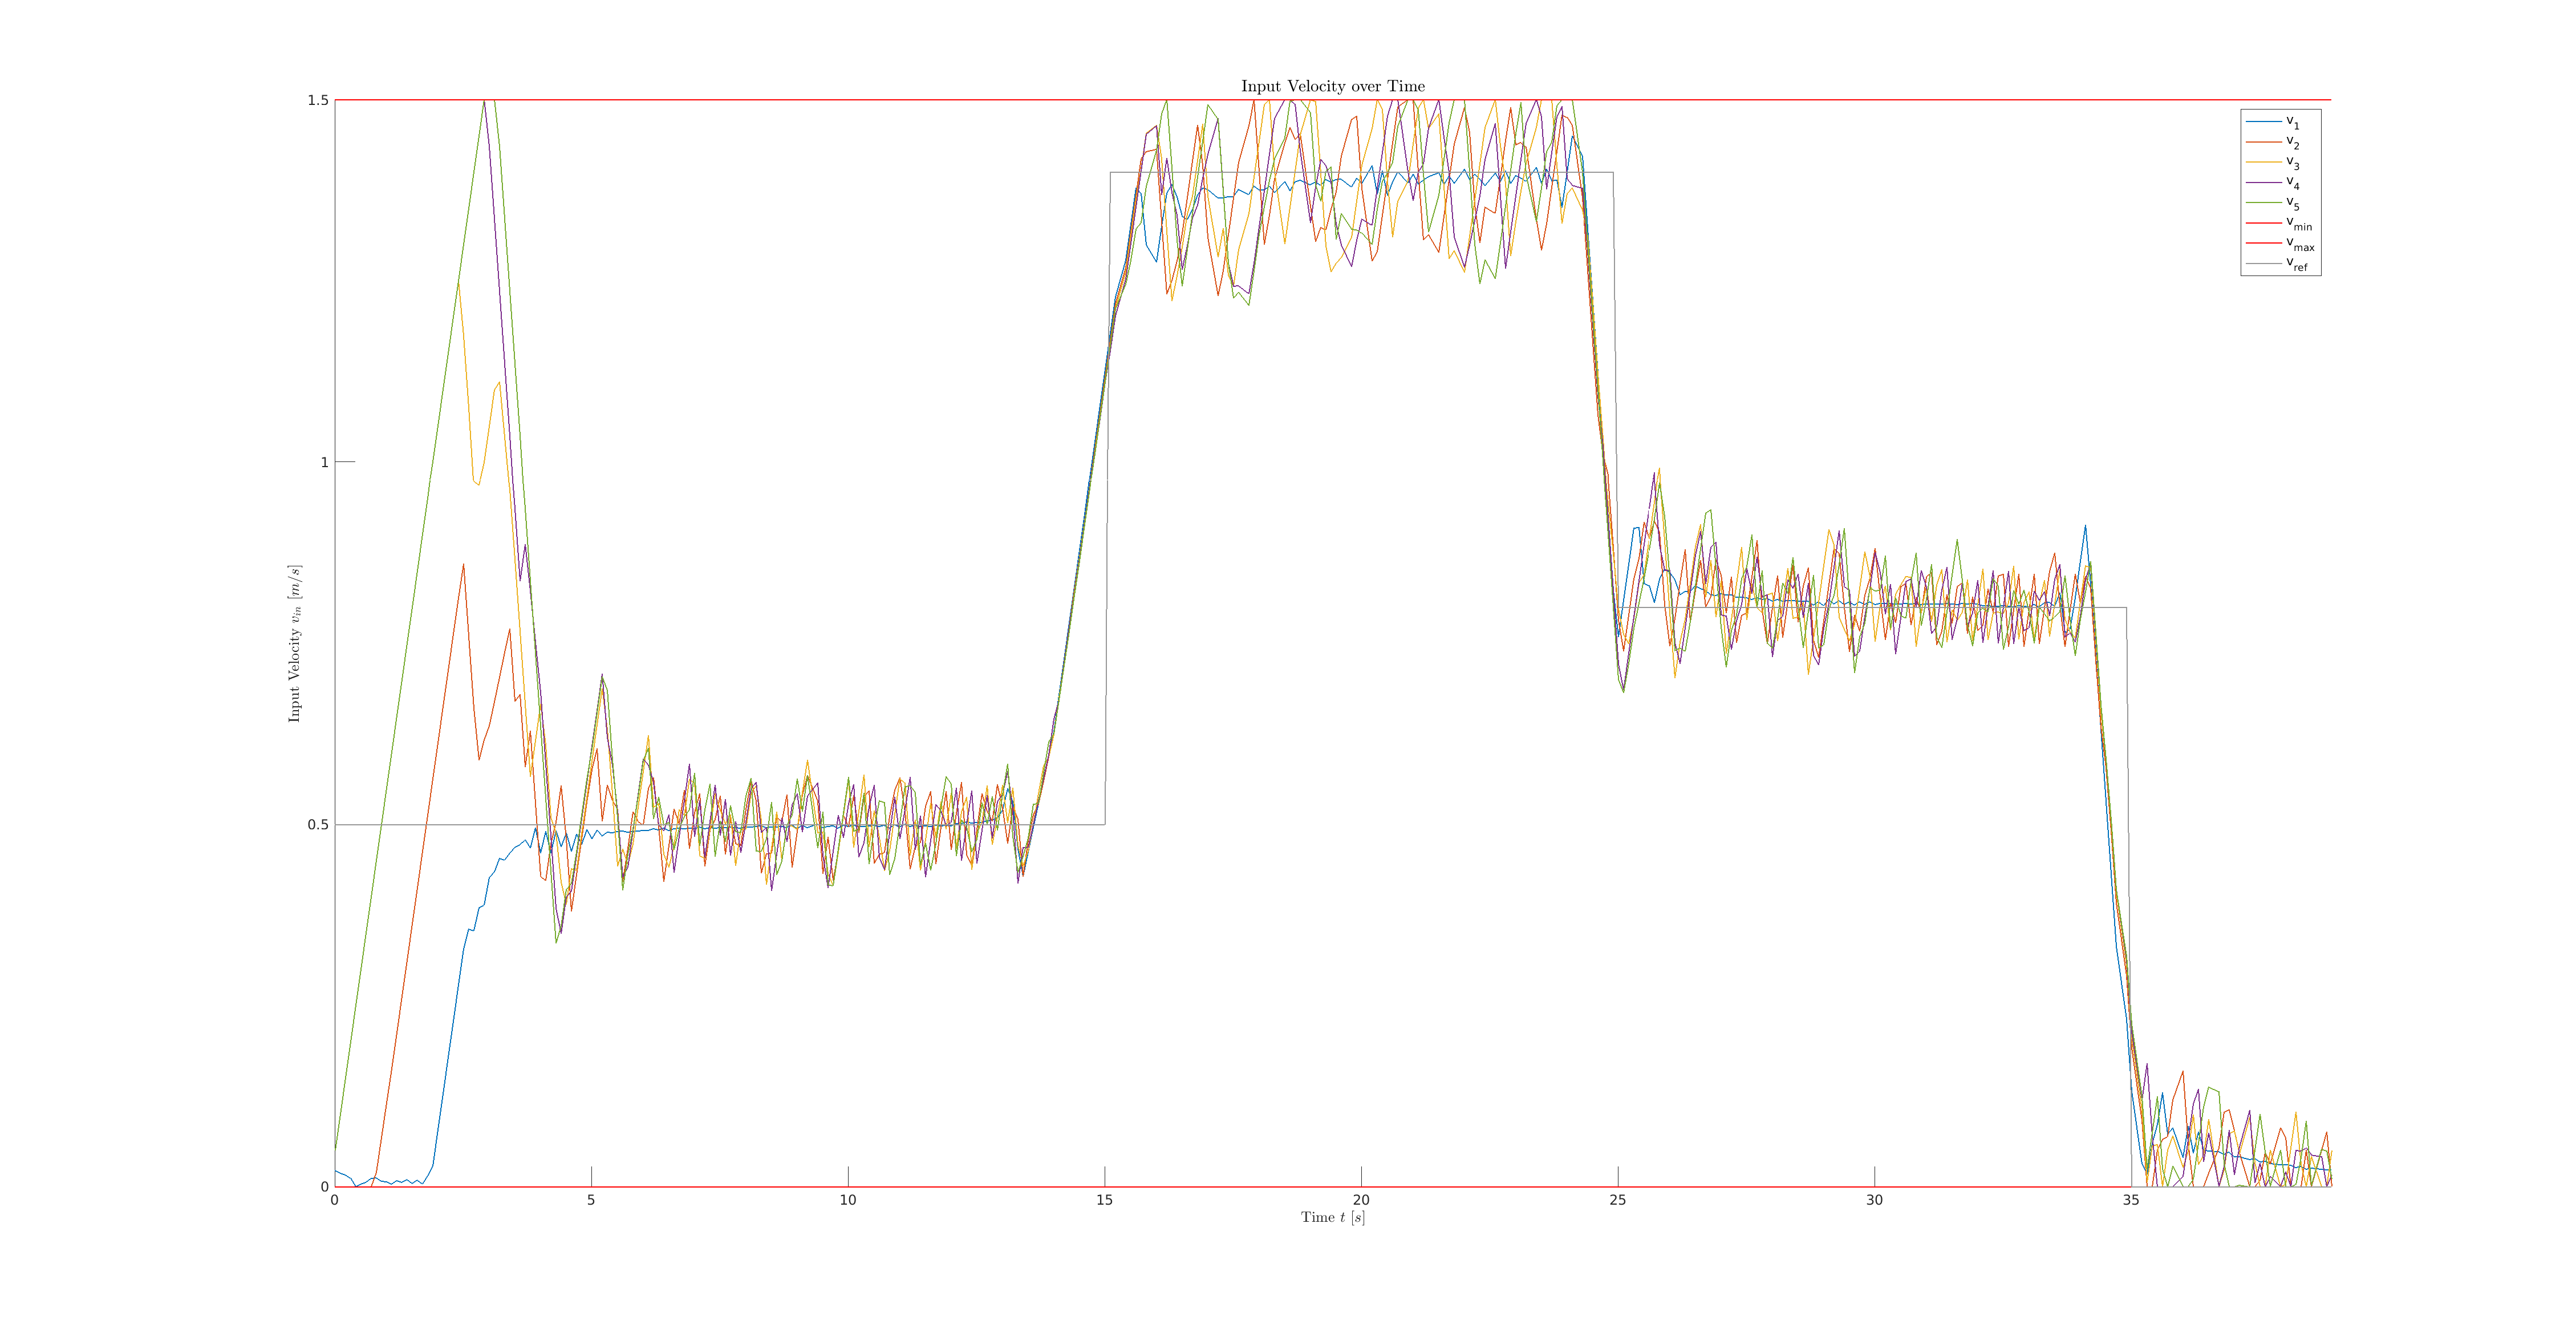 Input Velocity over Time
1.5
1
0.5
0
Input Velocity v_in [m/s]
0 5 10 15 20 25 30 35
Time t [s]
v_1
v_2
v_3
v_4
v_5
v_min
v_max
v_ref